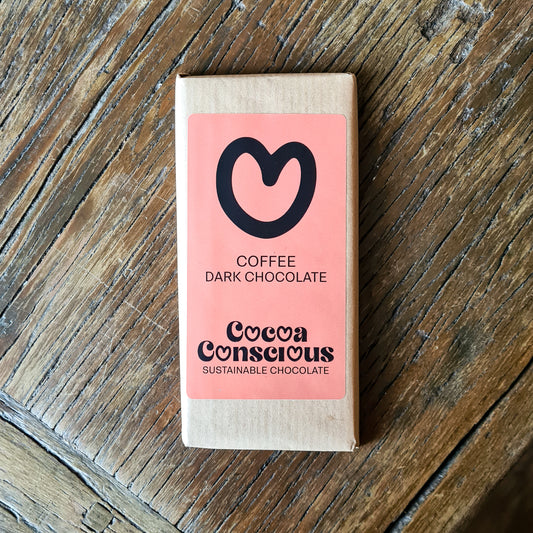 COFFEE
DARK CHOCOLATE
Cocoa
Conscious
SUSTAINABLE CHOCOLATE